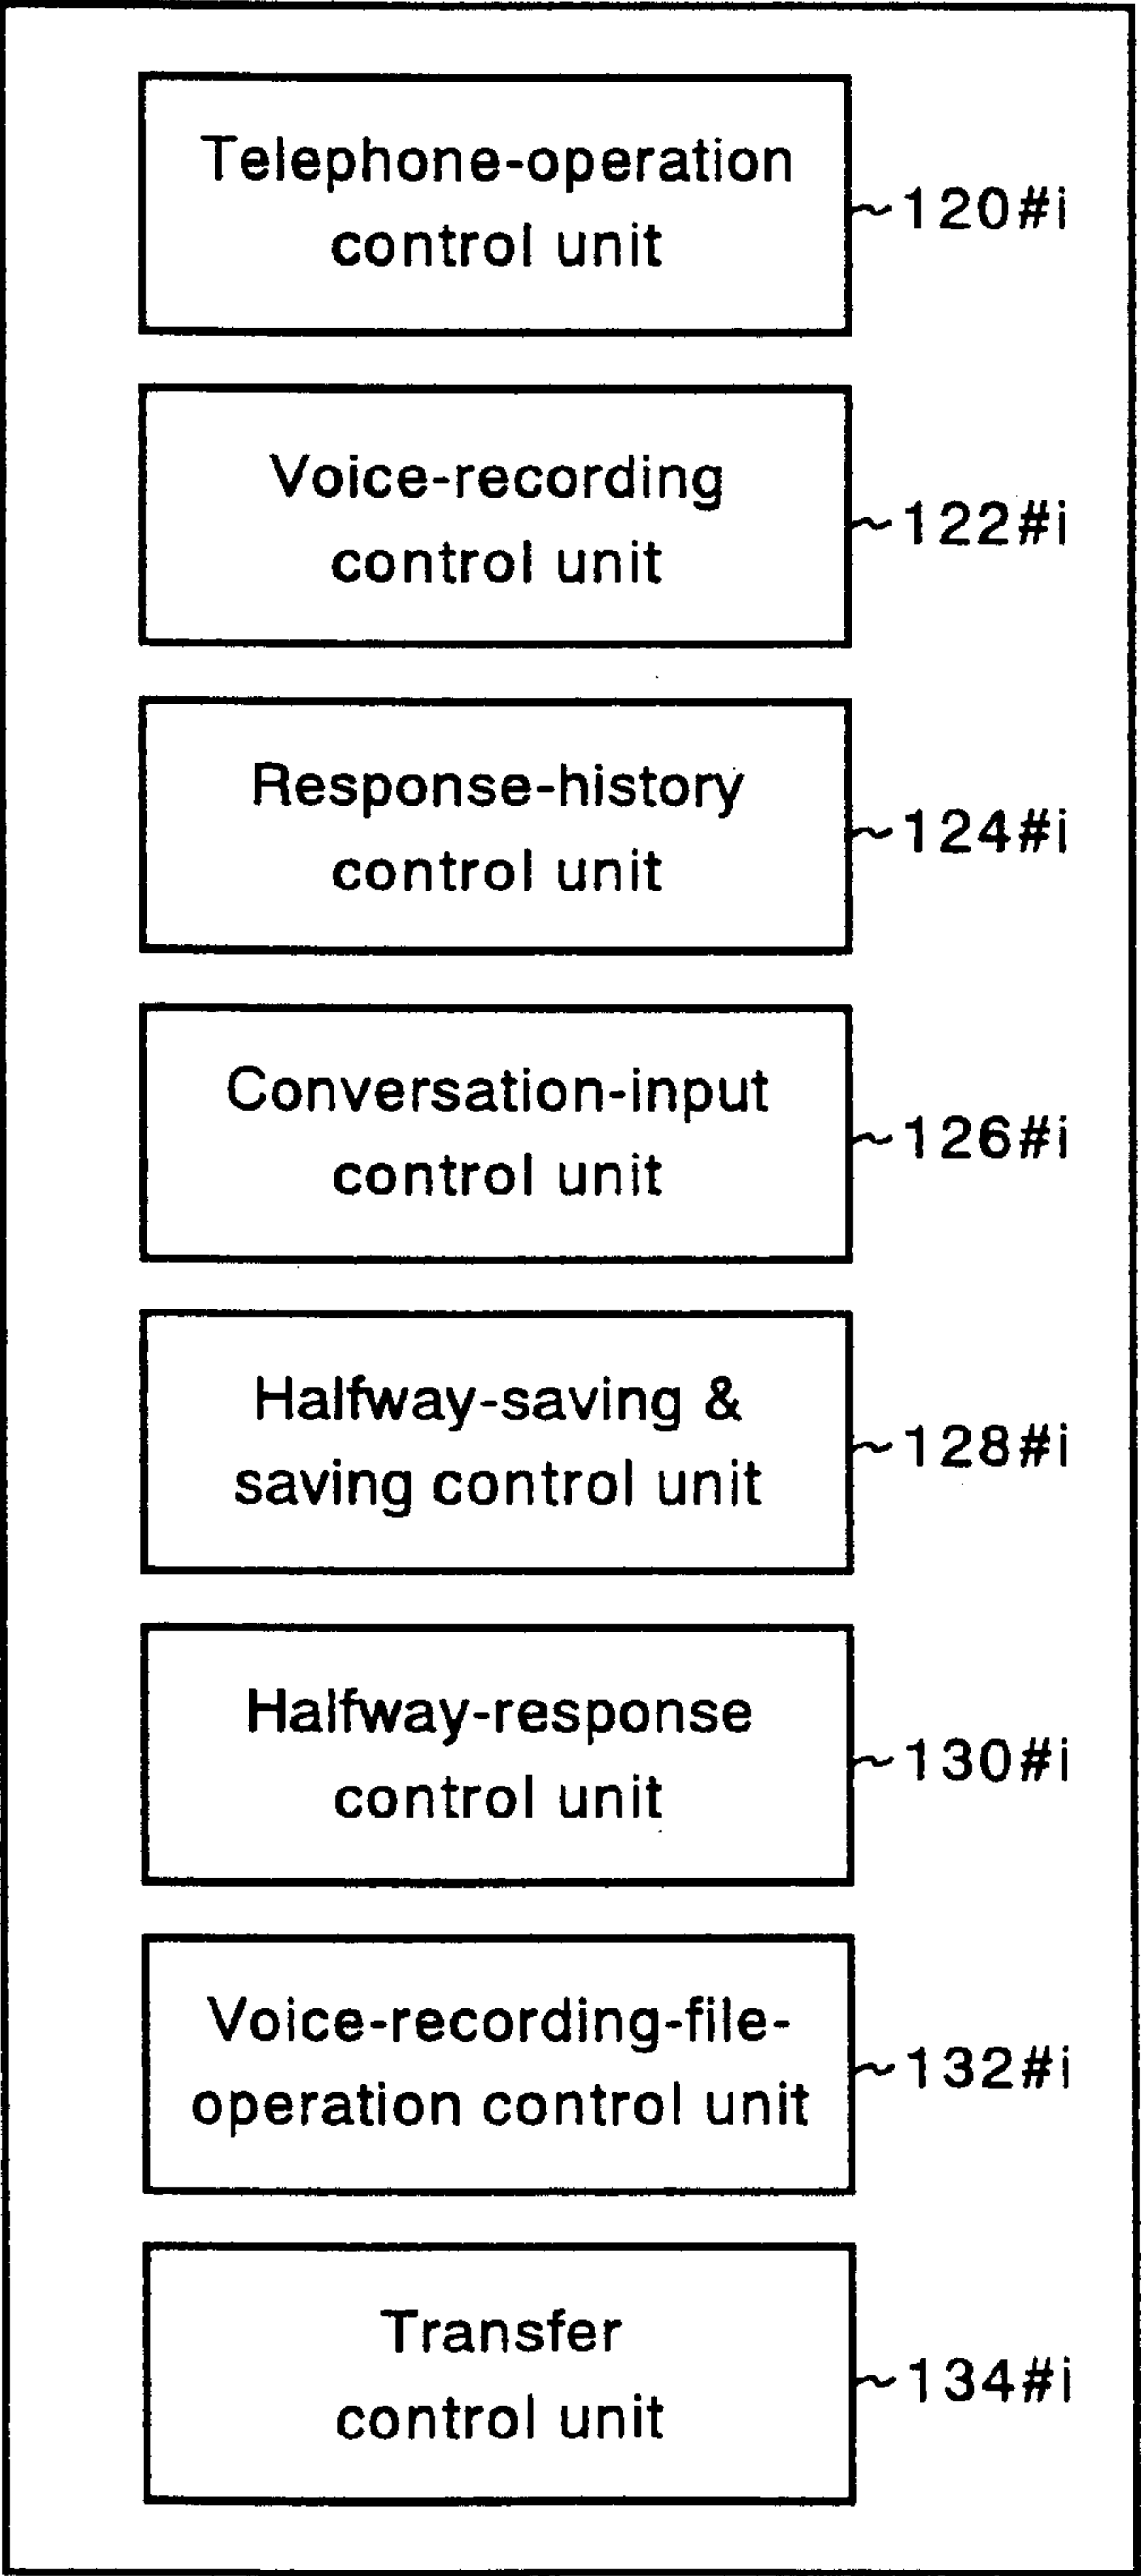 Telephone-operation
control unit
~120#i
Voice-recording
control unit
~122#i
Response-history
control unit
~124#i
Conversation-input
control unit
~126#i
Halfway-saving &
saving control unit
~128#i
Halfway-response
control unit
~130#i
Voice-recording-file-
operation control unit
~132#i
Transfer
control unit
~134#i